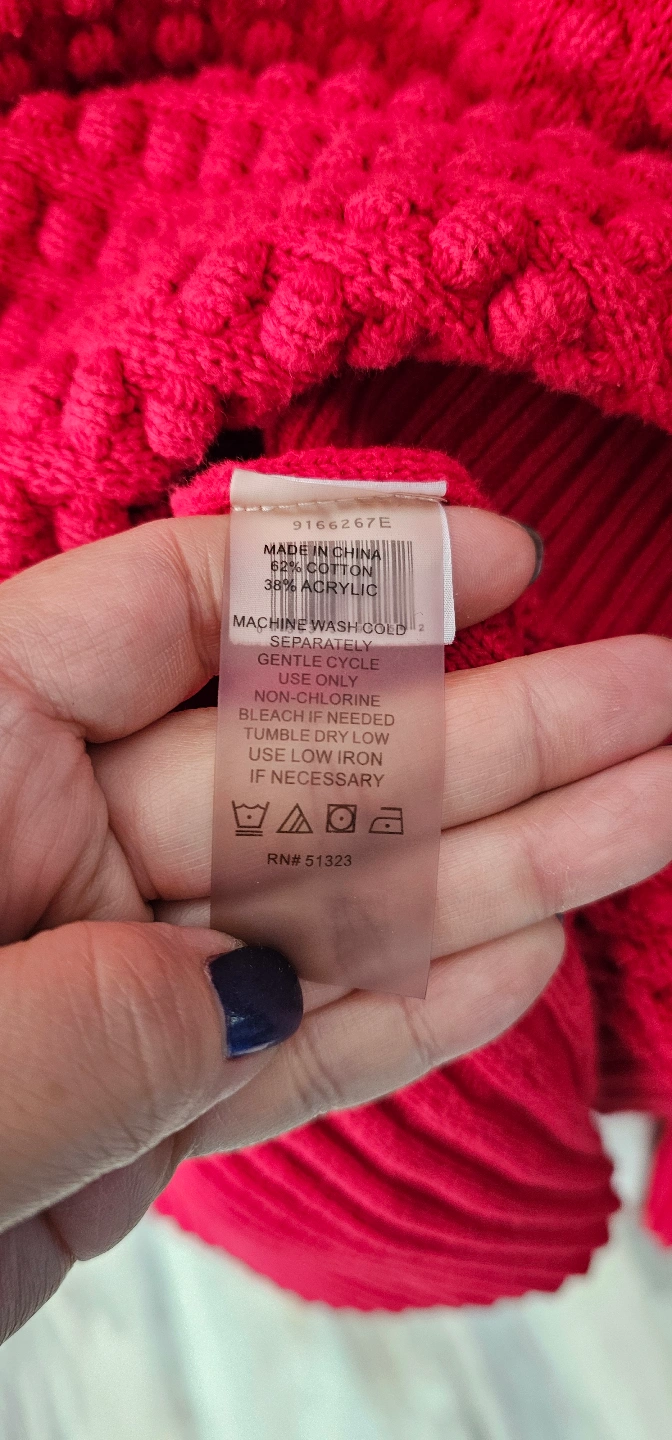 9166267E
MADE IN CHINA
62% COTTON
38% ACRYLIC
MACHINE WASH COLD
SEPARATELY
GENTLE CYCLE
USE ONLY
NON-CHLORINE
BLEACH IF NEEDED
TUMBLE DRY LOW
USE LOW IRON
IF NECESSARY
RN# 51323